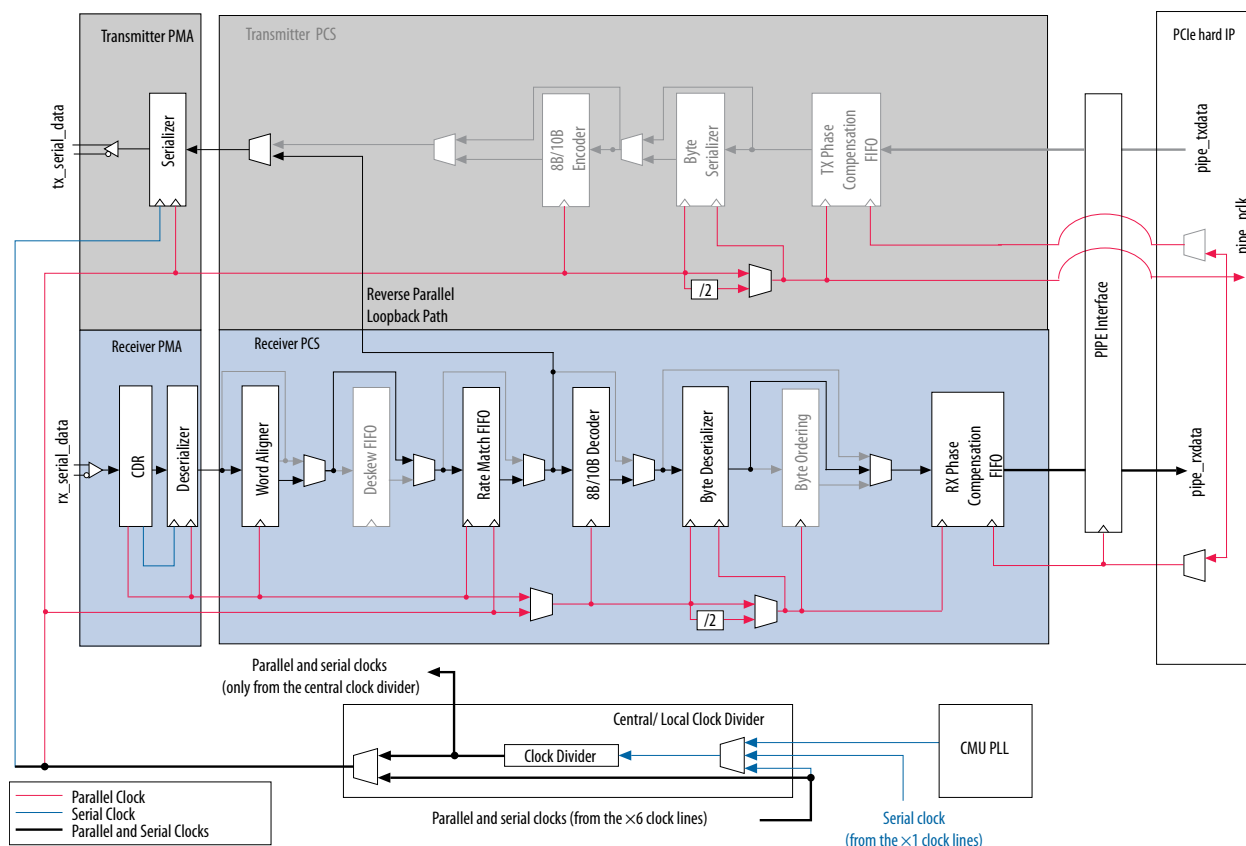 Transmitter PMA
Transmitter PCS
PCIe hard IP
tx_serial_data
Serializer
8B/10B
Encoder
Byte
Serializer
TX Phase
Compensation
FIFO
pipe_txdata
pipe_pclk
/2
Reverse Parallel
Loopback Path
PIPE Interface
Receiver PMA
Receiver PCS
rx_serial_data
CDR
Deserializer
Word Aligner
Deskew FIFO
Rate Match FIFO
8B/10B Decoder
Byte Deserializer
Byte Ordering
RX Phase
Compensation
FIFO
pipe_rxdata
/2
Parallel and serial clocks
(only from the central clock divider)
Central/ Local Clock Divider
Clock Divider
CMU PLL
Parallel Clock
Serial Clock
Parallel and Serial Clocks
Parallel and serial clocks (from the ×6 clock lines)
Serial clock
(from the ×1 clock lines)